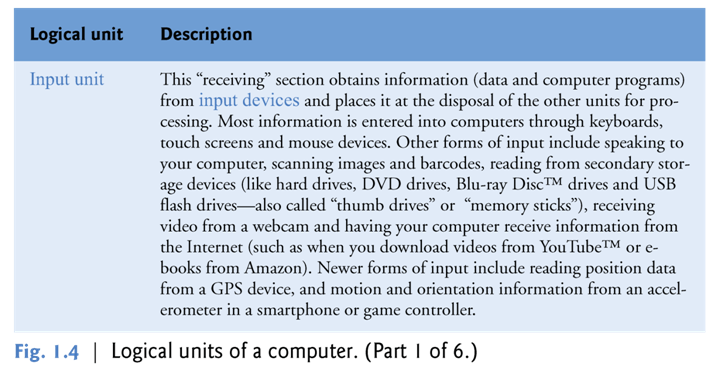 Logical unit Description
Input unit This “receiving” section obtains information (data and computer programs)
from input devices and places it at the disposal of the other units for pro-
cessing. Most information is entered into computers through keyboards,
touch screens and mouse devices. Other forms of input include speaking to
your computer, scanning images and barcodes, reading from secondary stor-
age devices (like hard drives, DVD drives, Blu-ray Disc™ drives and USB
flash drives—also called “thumb drives” or “memory sticks”), receiving
video from a webcam and having your computer receive information from
the Internet (such as when you download videos from YouTube™ or e-
books from Amazon). Newer forms of input include reading position data
from a GPS device, and motion and orientation information from an accel-
erometer in a smartphone or game controller.
Fig. 1.4 | Logical units of a computer. (Part 1 of 6.)